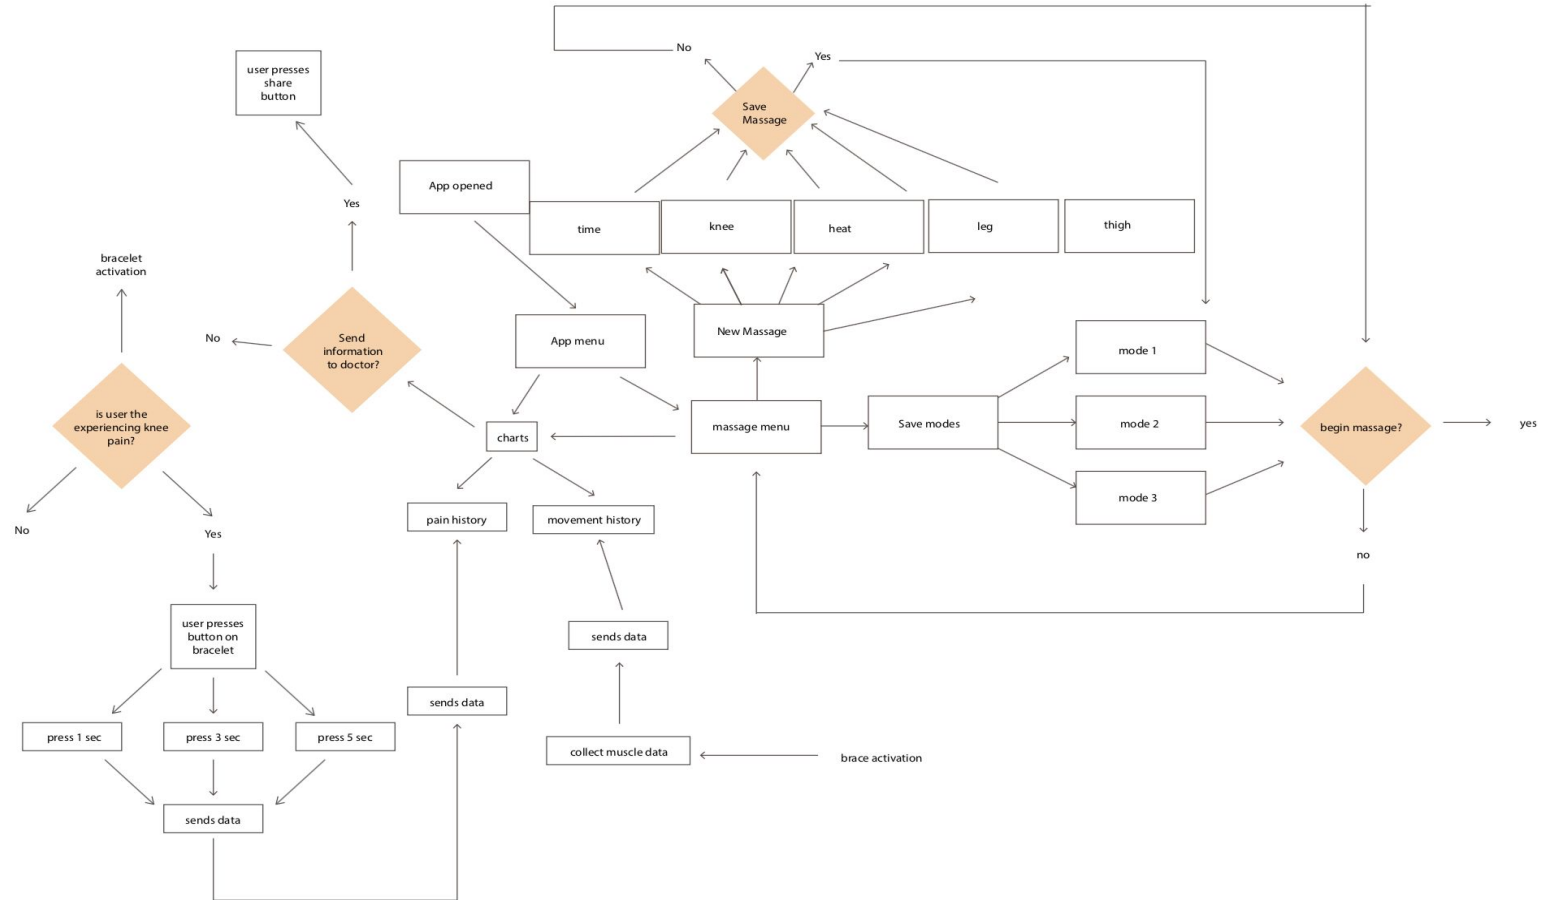 No
Yes
user presses
share
button
Save
Massage
App opened
Yes
time
knee
heat
leg
thigh
bracelet
activation
No
Send
information
to doctor?
App menu
New Massage
mode 1
is user the
experiencing knee
pain?
charts
massage menu
Save modes
mode 2
begin massage?
yes
mode 3
pain history
movement history
No
Yes
no
user presses
button on
bracelet
sends data
sends data
press 1 sec
press 3 sec
press 5 sec
collect muscle data
brace activation
sends data